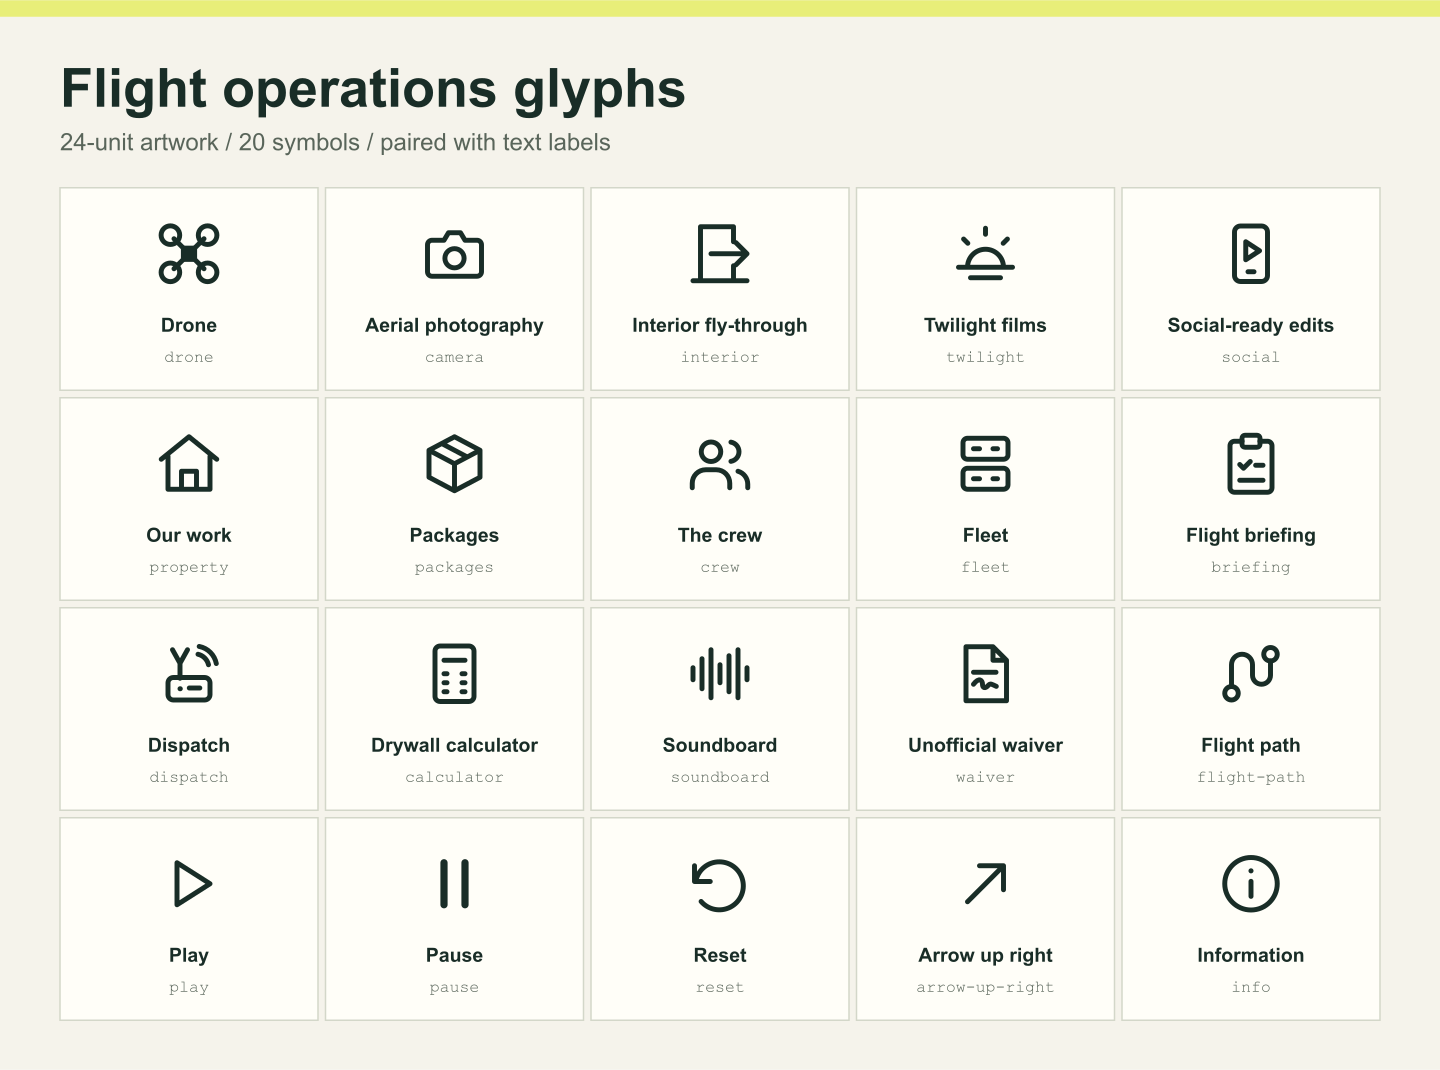 Flight operations glyphs
24-unit artwork / 20 symbols / paired with text labels
Drone
drone
Aerial photography
camera
Interior fly-through
interior
Twilight films
twilight
Social-ready edits
social
Our work
property
Packages
packages
The crew
crew
Fleet
fleet
Flight briefing
briefing
Dispatch
dispatch
Drywall calculator
calculator
Soundboard
soundboard
Unofficial waiver
waiver
Flight path
flight-path
Play
play
Pause
pause
Reset
reset
Arrow up right
arrow-up-right
Information
info